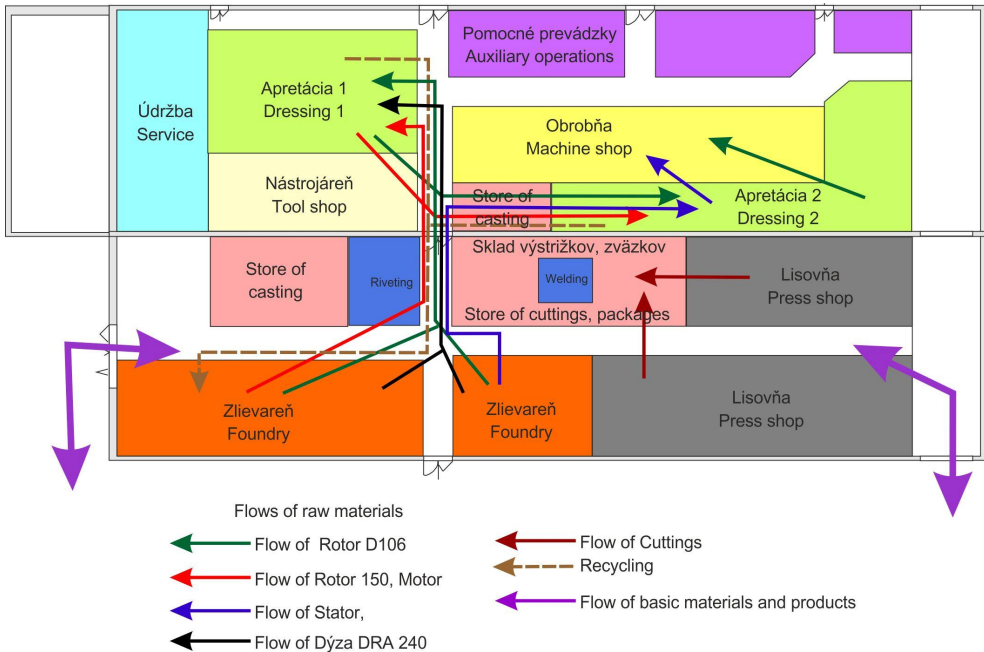 Pomocné prevádzky
Auxiliary operations
Apretácia 1
Dressing 1
Údržba
Service
Obrobňa
Machine shop
Nástrojáreň
Tool shop
Store of
casting
Apretácia 2
Dressing 2
Sklad výstrižkov, zväzkov
Store of
casting
Riveting
Welding
Lisovňa
Press shop
Store of cuttings, packages
Zlievareň
Foundry
Zlievareň
Foundry
Lisovňa
Press shop
Flows of raw materials
Flow of  Rotor D106
Flow of Rotor 150, Motor
Flow of Stator,
Flow of Dýza DRA 240
Flow of Cuttings
Recycling
Flow of basic materials and products